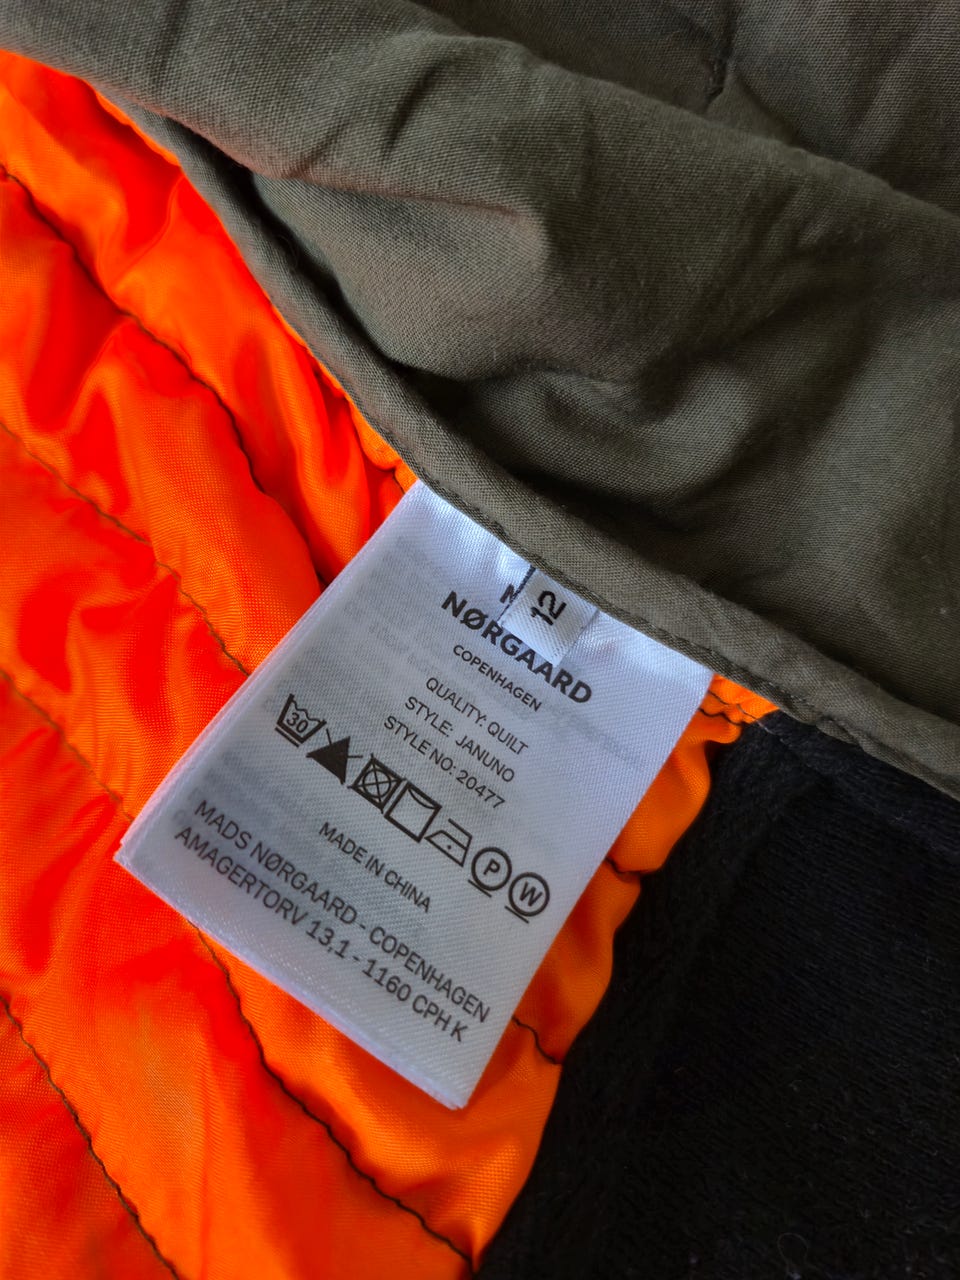 12
NØRGAARD
COPENHAGEN
QUALITY: QUILT
STYLE: JANUNO
STYLE NO: 20477
30
P
W
MADE IN CHINA
MADS NØRGAARD - COPENHAGEN
AMAGERTORV 13,1 - 1160 CPH K